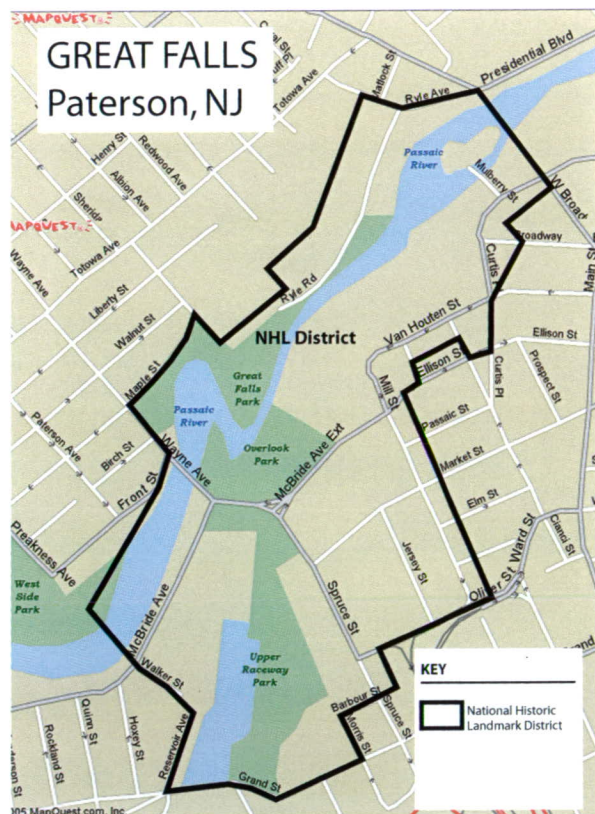 MAPQUEST
GREAT FALLS
Paterson, NJ
Presidential Blvd
Matlock St
Ryle Ave
Totowa Ave
Henry St
Redwood Ave
Albion Ave
Passaic
River
Mulberry St
W Broad
MAPQUEST
Wayne Ave
Totowa Ave
Broadway
Main St
Curtis Pl
Liberty St
Ryle Rd
Walnut St
NHL District
Van Houten St
Ellison St
Ellison St
Maple St
Great
Falls
Park
Mill St
Curtis Pl
Prospect St
Passaic
River
Passaic St
Paterson Ave
Birch St
Wayne Ave
Overlook
Park
McBride Ave Ext
Market St
Front St
Elm St
Preakness Ave
Jersey St
Cianci St
Oliver St
Ward St
West
Side
Park
McBride Ave
Spruce St
Walker St
Upper
Raceway
Park
KEY
National Historic
Landmark District
Barbour St
Morris St
Spruce St
Quinn St
Hoxey St
Rockland St
Reservoir Ave
Grand St
005 MapQuest.com, Inc